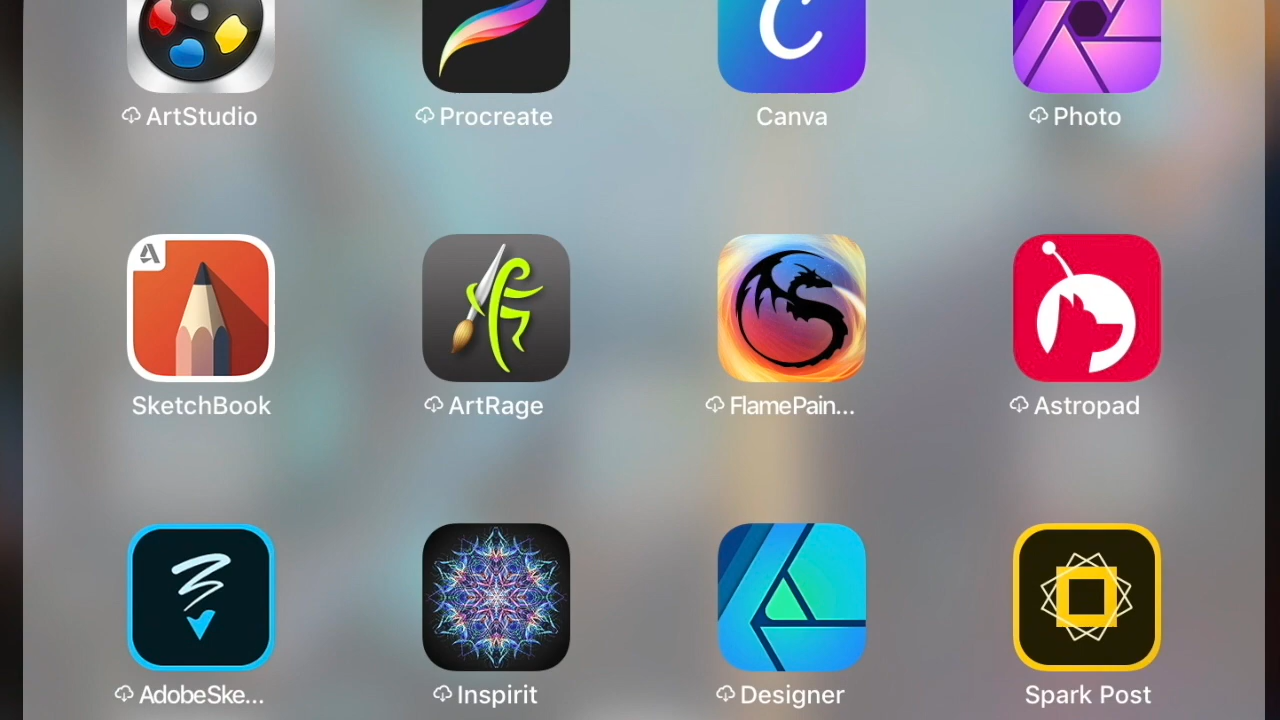 ArtStudio
Procreate
Canva
Photo
SketchBook
ArtRage
FlamePain...
Astropad
AdobeSke...
Inspirit
Designer
Spark Post